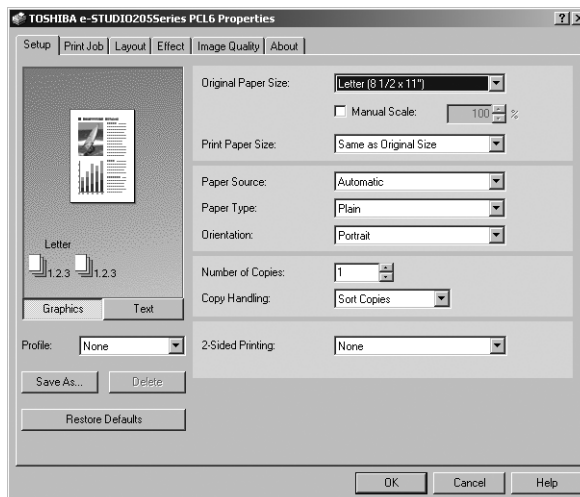 TOSHIBA e-STUDIO205Series PCL6 Properties
Setup Print Job Layout Effect Image Quality About
Original Paper Size: Letter (8 1/2 x 11")
Manual Scale: 100 %
Print Paper Size: Same as Original Size
Paper Source: Automatic
Paper Type: Plain
Orientation: Portrait
Letter
1.2.3 1.2.3
Number of Copies: 1
Copy Handling: Sort Copies
Graphics Text
Profile: None
2-Sided Printing: None
Save As... Delete
Restore Defaults
OK Cancel Help